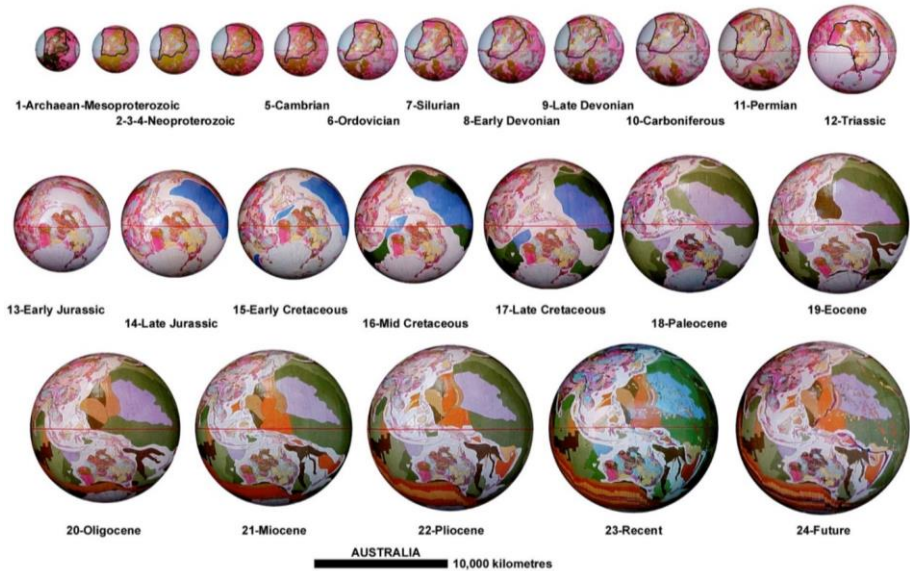 1-Archaean-Mesoproterozoic
2-3-4-Neoproterozoic
5-Cambrian
6-Ordovician
7-Silurian
8-Early Devonian
9-Late Devonian
10-Carboniferous
11-Permian
12-Triassic
13-Early Jurassic
14-Late Jurassic
15-Early Cretaceous
16-Mid Cretaceous
17-Late Cretaceous
18-Paleocene
19-Eocene
20-Oligocene
21-Miocene
22-Pliocene
23-Recent
24-Future
AUSTRALIA
10,000 kilometres